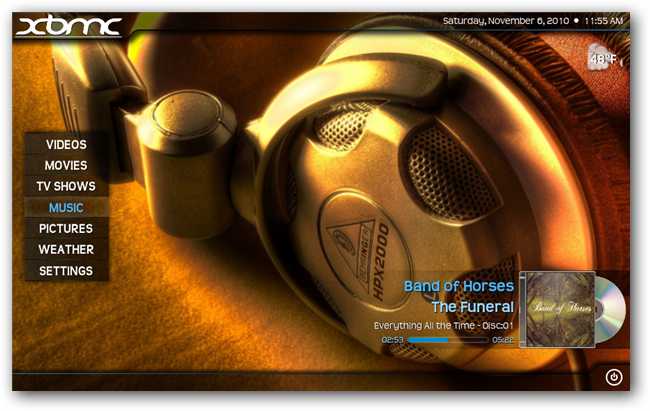 xbmc
Saturday, November 6, 2010 • 11:55 AM
48°F
VIDEOS
MOVIES
TV SHOWS
MUSIC
PICTURES
WEATHER
SETTINGS
BEHRINGER
HPX2000
Band of Horses
The Funeral
Everything All the Time - Disc:01
02:53 05:22
Band of Horses